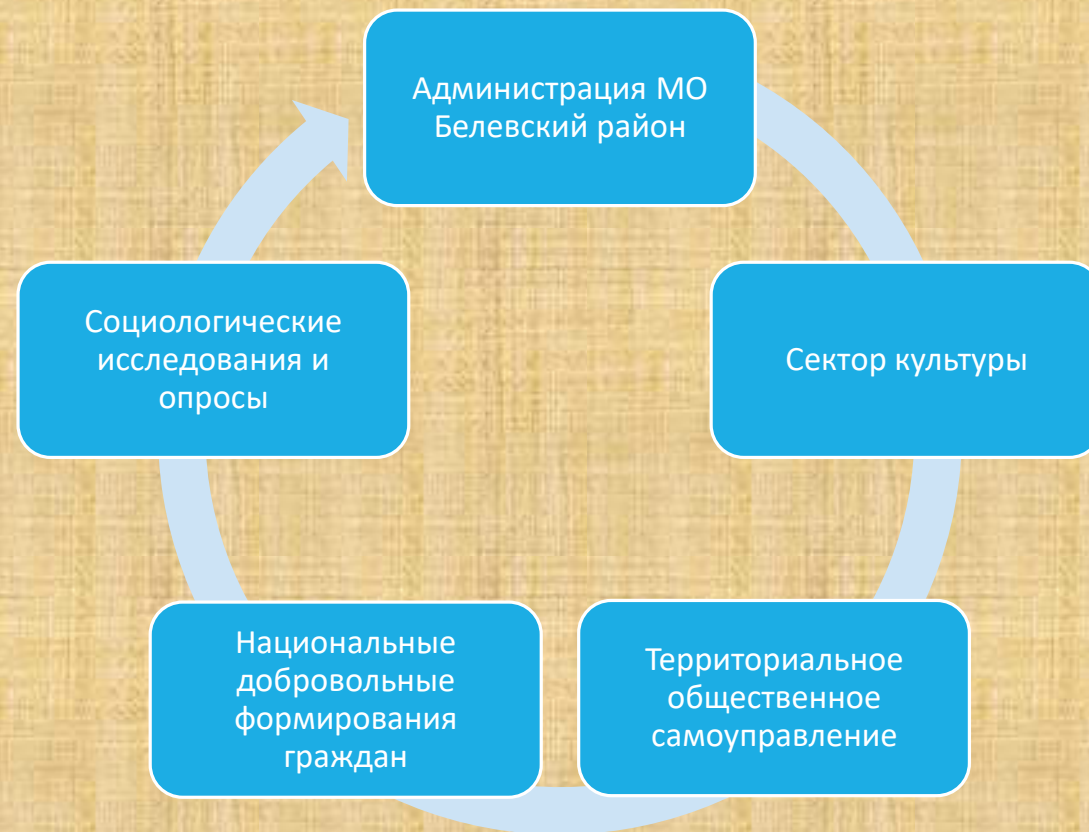 Администрация МО
Белевский район
Сектор культуры
Территориальное
общественное
самоуправление
Национальные
добровольные
формирования
граждан
Социологические
исследования и
опросы